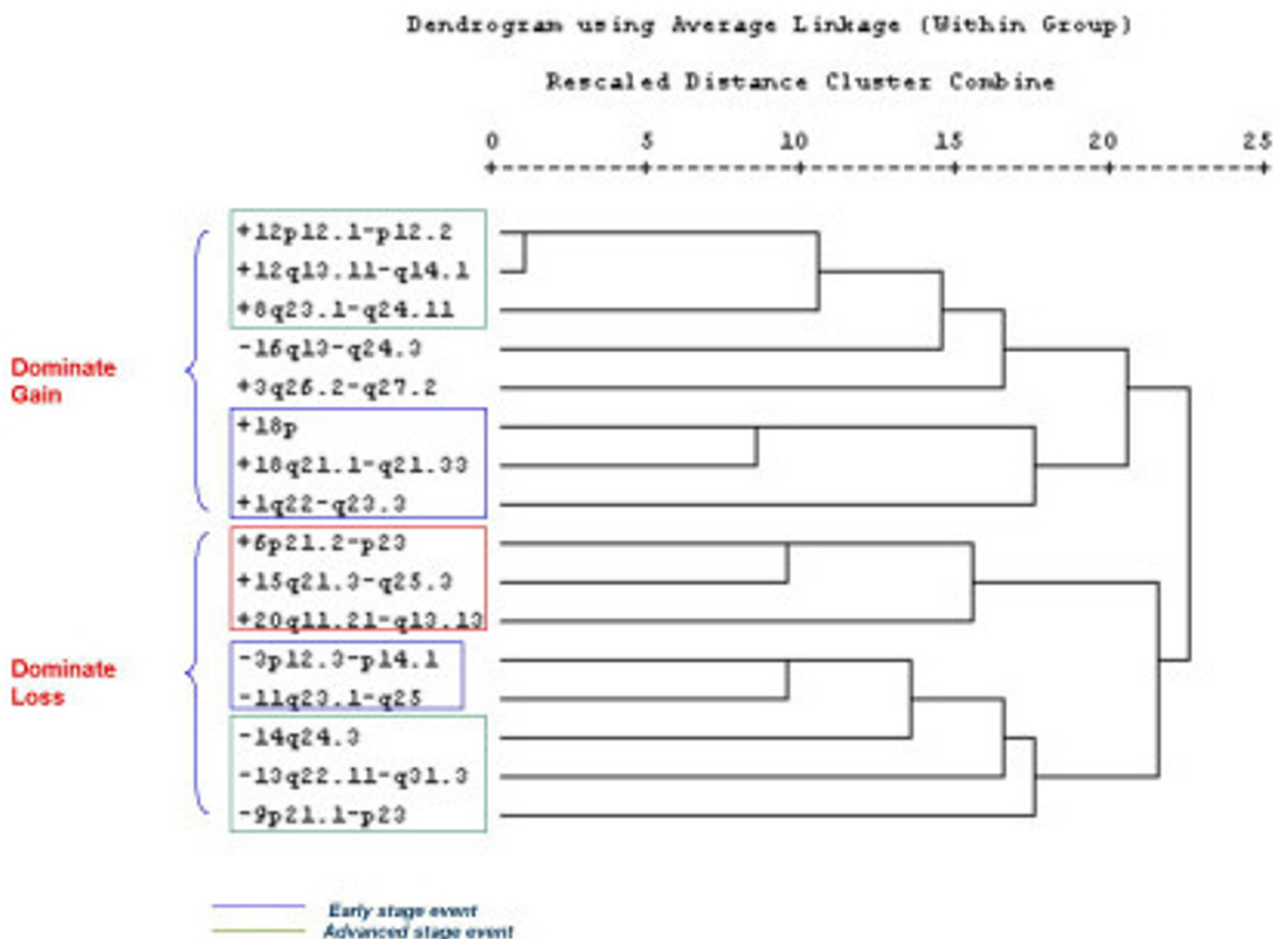 Dendrogram using Average Linkage (Within Group)
Rescaled Distance Cluster Combine
0 5 10 15 20 25
+12p12.1-p12.2
+12q13.11-q14.1
+8q23.1-q24.11
-16q13-q24.3
+3q26.2-q27.2
Dominate
Gain
+18p
+18q21.1-q21.33
+1q22-q23.3
+6p21.2-p23
+15q21.3-q25.3
+20q11.21-q13.13
-3p12.3-p14.1
-11q23.1-q25
Dominate
Loss
-14q24.3
-13q22.11-q31.3
-9p21.1-p23
Early stage event
Advanced stage event